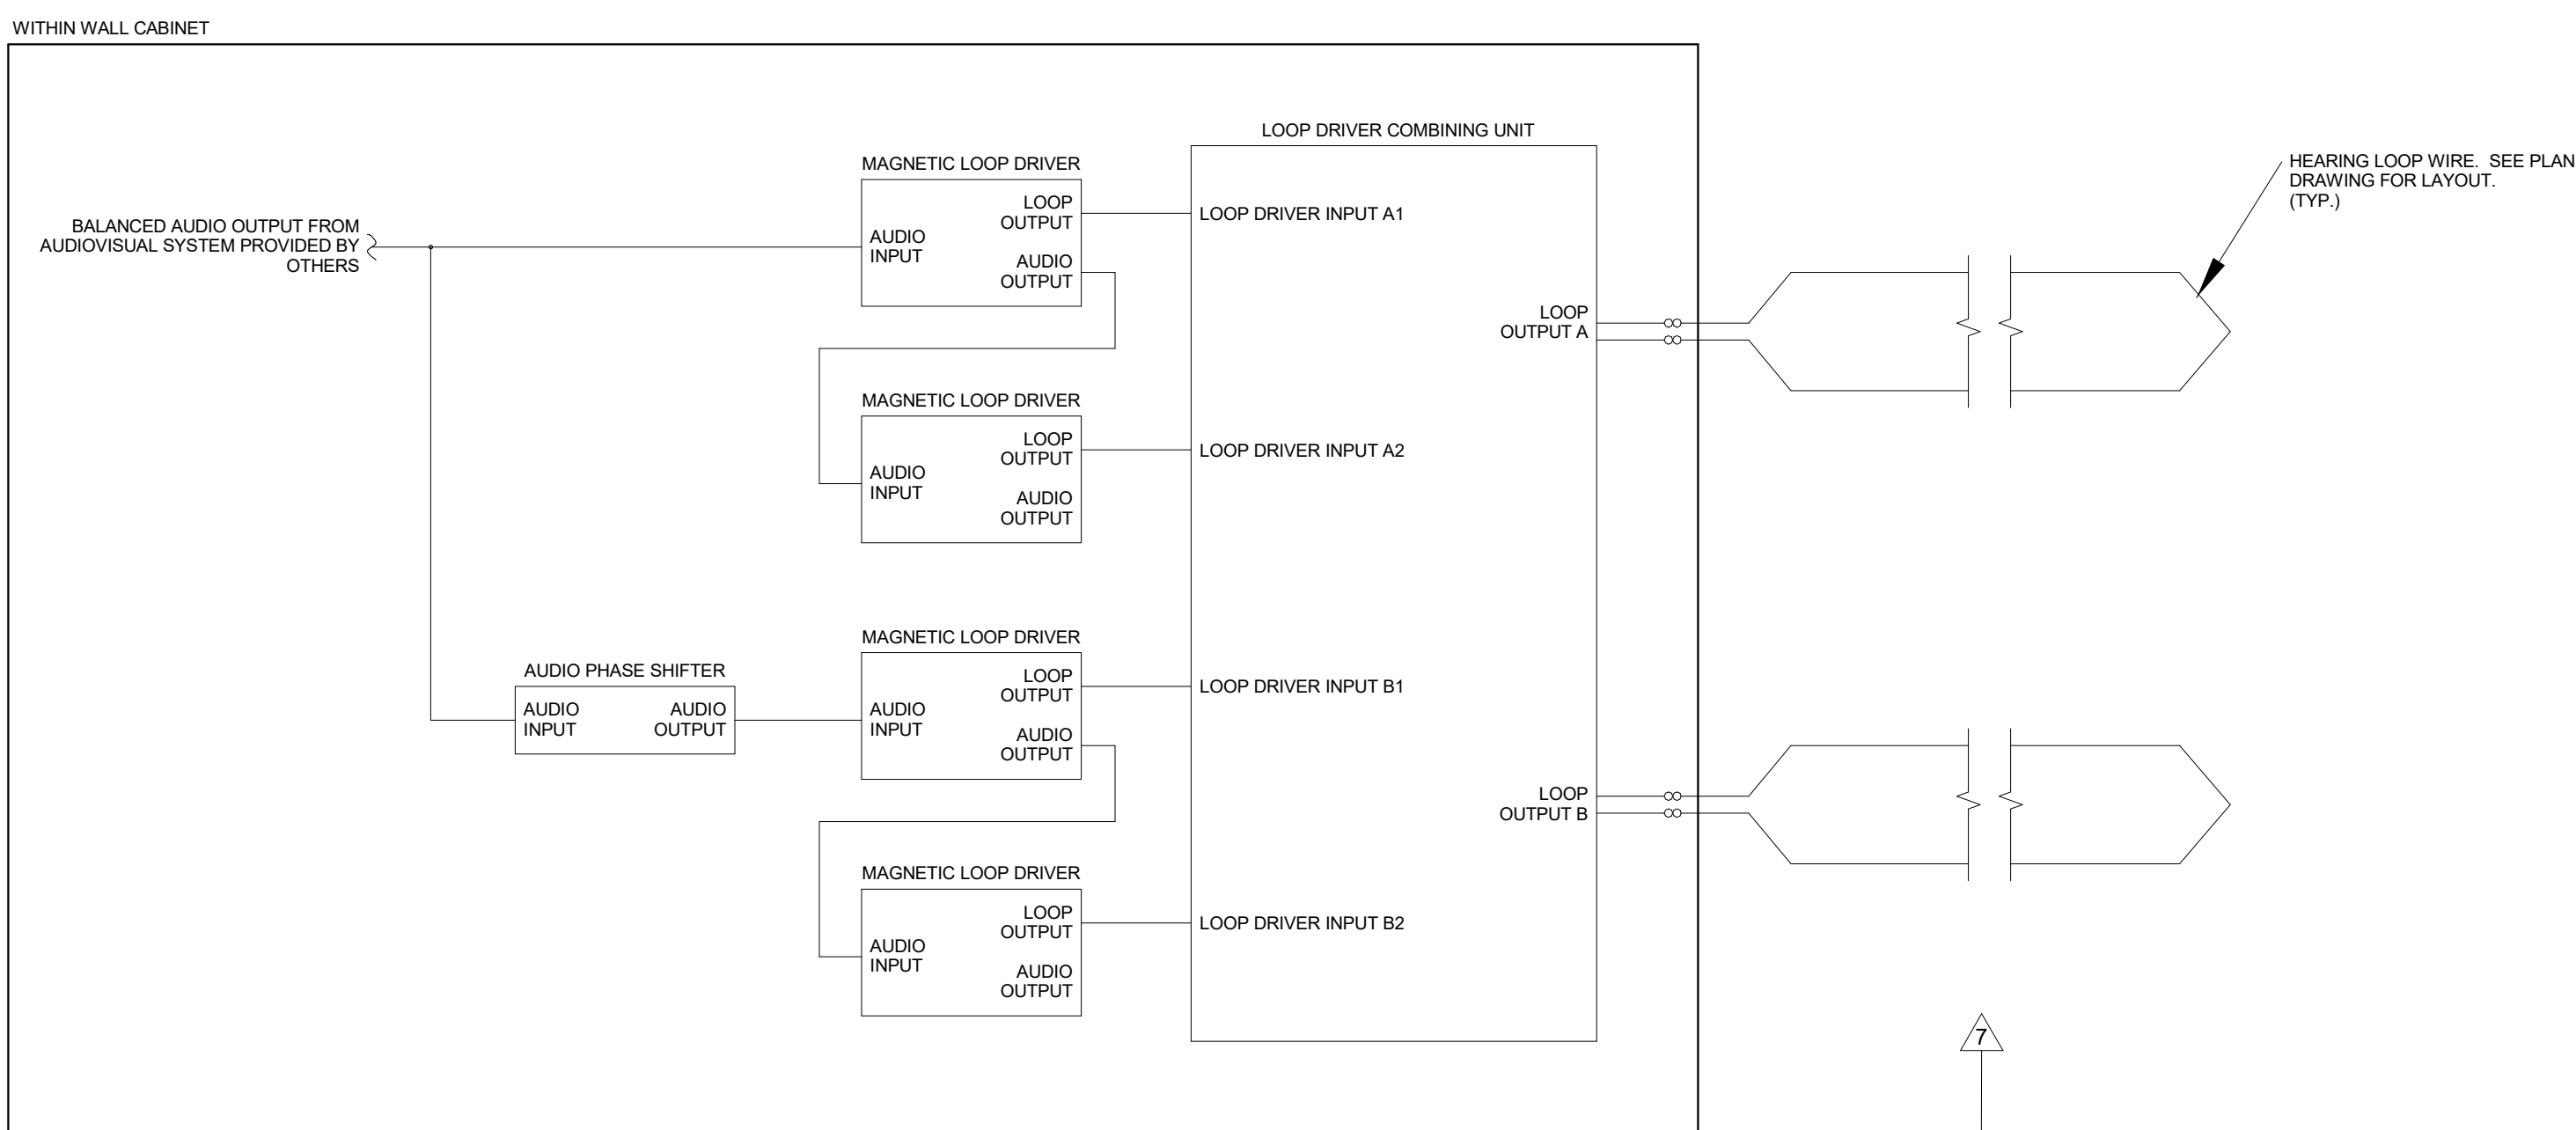 WITHIN WALL CABINET
LOOP DRIVER COMBINING UNIT
MAGNETIC LOOP DRIVER
HEARING LOOP WIRE. SEE PLAN
DRAWING FOR LAYOUT.
(TYP.)
BALANCED AUDIO OUTPUT FROM
AUDIOVISUAL SYSTEM PROVIDED BY
OTHERS
AUDIO
INPUT
LOOP
OUTPUT
AUDIO
OUTPUT
LOOP DRIVER INPUT A1
LOOP
OUTPUT A
MAGNETIC LOOP DRIVER
AUDIO
INPUT
LOOP
OUTPUT
AUDIO
OUTPUT
LOOP DRIVER INPUT A2
MAGNETIC LOOP DRIVER
AUDIO PHASE SHIFTER
AUDIO
INPUT
AUDIO
OUTPUT
AUDIO
INPUT
LOOP
OUTPUT
AUDIO
OUTPUT
LOOP DRIVER INPUT B1
LOOP
OUTPUT B
MAGNETIC LOOP DRIVER
AUDIO
INPUT
LOOP
OUTPUT
AUDIO
OUTPUT
LOOP DRIVER INPUT B2
7